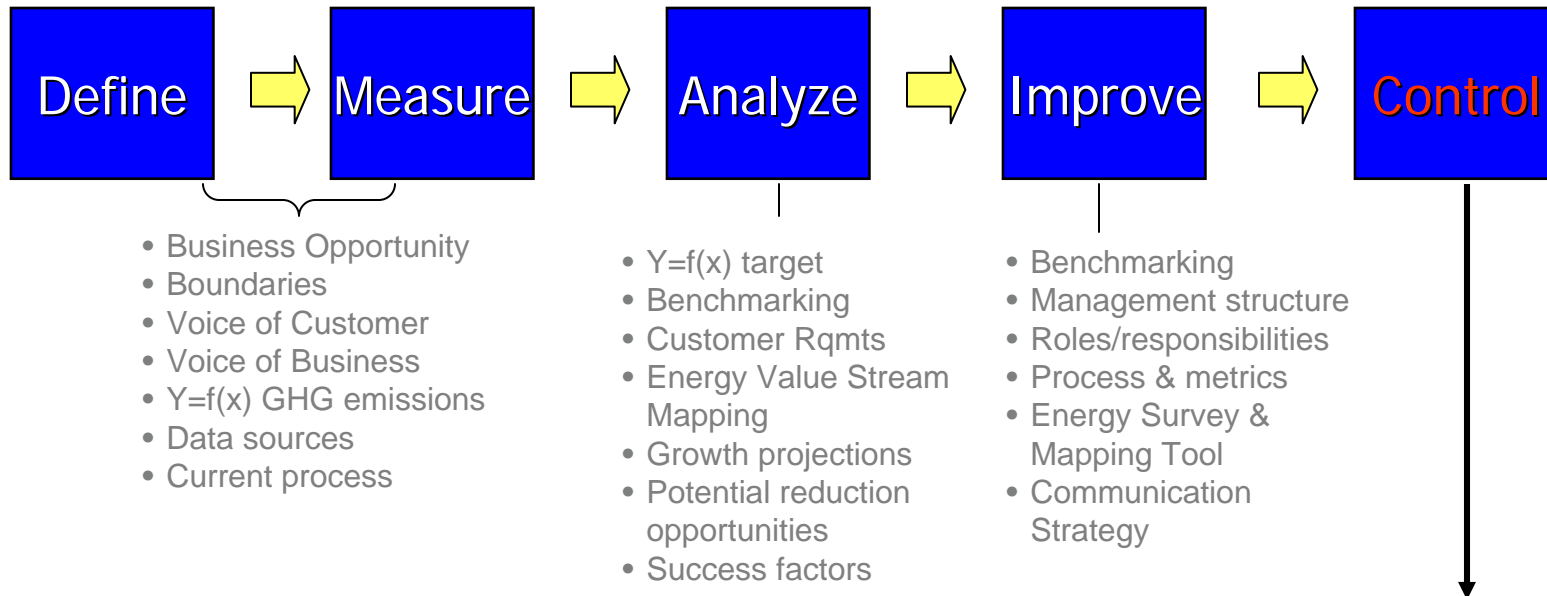 Define
Measure
Analyze
Improve
Control
• Business Opportunity
• Boundaries
• Voice of Customer
• Voice of Business
• Y=f(x) GHG emissions
• Data sources
• Current process
• Y=f(x) target
• Benchmarking
• Customer Rqmts
• Energy Value Stream
Mapping
• Growth projections
• Potential reduction
opportunities
• Success factors
• Benchmarking
• Management structure
• Roles/responsibilities
• Process & metrics
• Energy Survey &
Mapping Tool
• Communication
Strategy